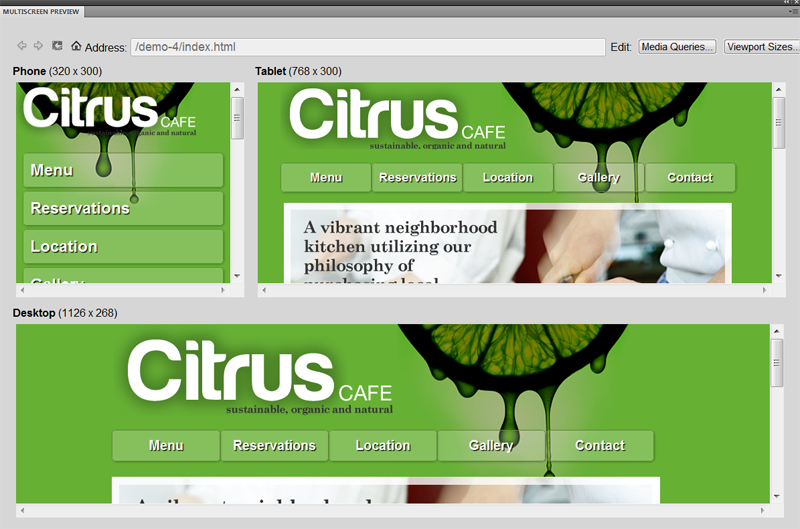 MULTISCREEN PREVIEW
Address: /demo-4/index.html Edit: Media Queries... Viewport Sizes...
Phone (320 x 300)
Citrus CAFE
sustainable, organic and natural
Menu
Reservations
Location
Gallery
Tablet (768 x 300)
Citrus CAFE
sustainable, organic and natural
Menu Reservations Location Gallery Contact
A vibrant neighborhood
kitchen utilizing our
philosophy of
purchasing local
Desktop (1126 x 268)
Citrus CAFE
sustainable, organic and natural
Menu Reservations Location Gallery Contact
A vibrant neighborhood